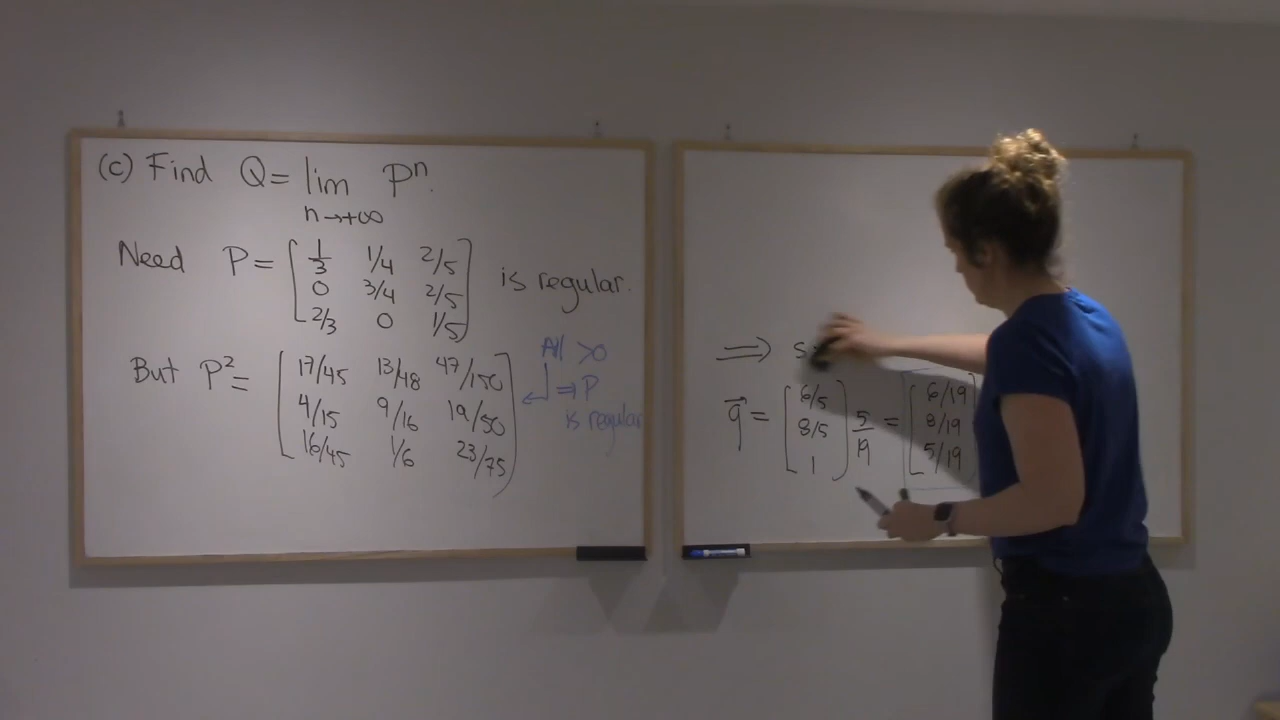 (c) Find Q = lim Pⁿ.
n→+∞
Need P = [ 1/3 1/4 2/5 ] is regular.
[ 0 3/4 2/5 ]
[ 2/3 0 1/5 ]
But P² = [ 17/45 13/48 47/150 ]
[ 4/15 9/16 19/50 ]
[ 16/45 1/6 23/75 ]
All >0
⇒ P
is regular
⟹ s
q⃗ = [ 6/5 ] 5/19 = [ 6/19 ]
[ 8/5 ] [ 8/19 ]
[ 1 ] [ 5/19 ]